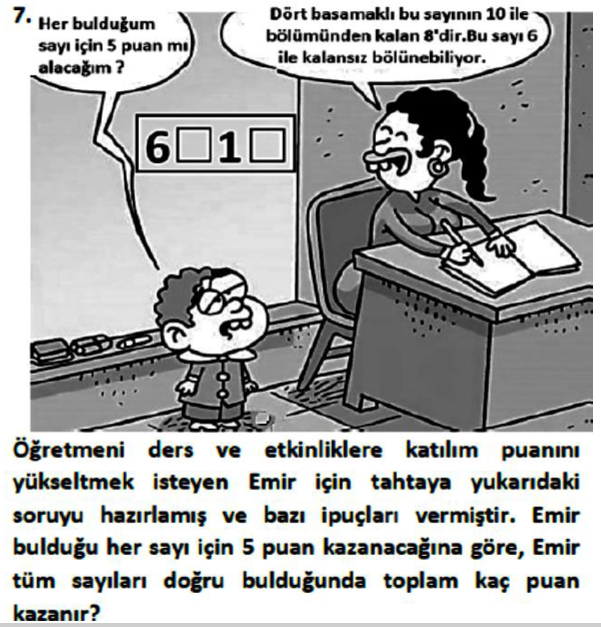 7. Her bulduğum
sayı için 5 puan mı
alacağım ?
Dört basamaklı bu sayının 10 ile
bölümünden kalan 8'dir.Bu sayı 6
ile kalansız bölünebiliyor.
6□1□
Öğretmeni ders ve etkinliklere katılım puanını
yükseltmek isteyen Emir için tahtaya yukarıdaki
soruyu hazırlamış ve bazı ipuçları vermiştir. Emir
bulduğu her sayı için 5 puan kazanacağına göre, Emir
tüm sayıları doğru bulduğunda toplam kaç puan
kazanır?